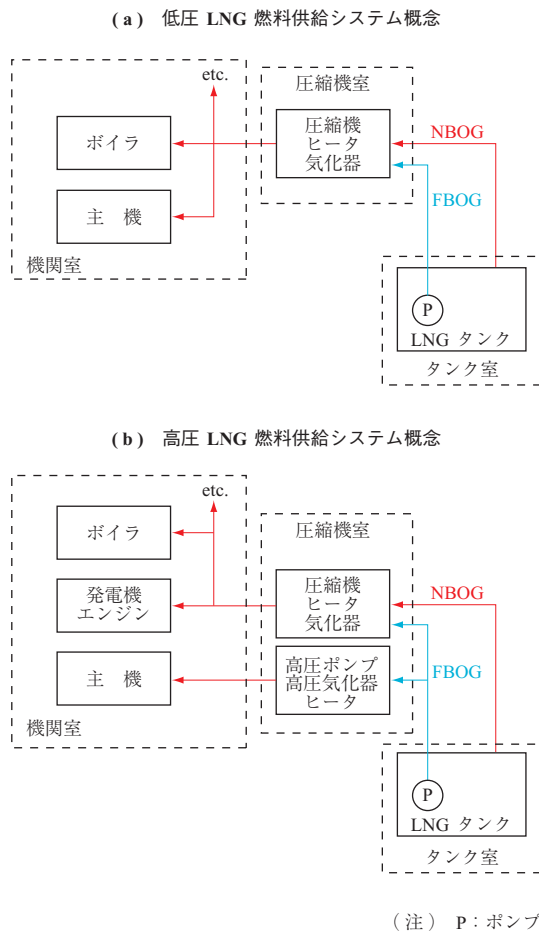 ( a ) 低圧 LNG 燃料供給システム概念
etc.
圧縮機室
ボイラ
圧縮機
ヒータ
気化器
NBOG
FBOG
主 機
機関室
P
LNG タンク
タンク室
( b ) 高圧 LNG 燃料供給システム概念
etc.
圧縮機室
ボイラ
発電機
エンジン
圧縮機
ヒータ
気化器
NBOG
主 機
高圧ポンプ
高圧気化器
ヒータ
FBOG
機関室
P
LNG タンク
タンク室
( 注 ) P：ポンプ